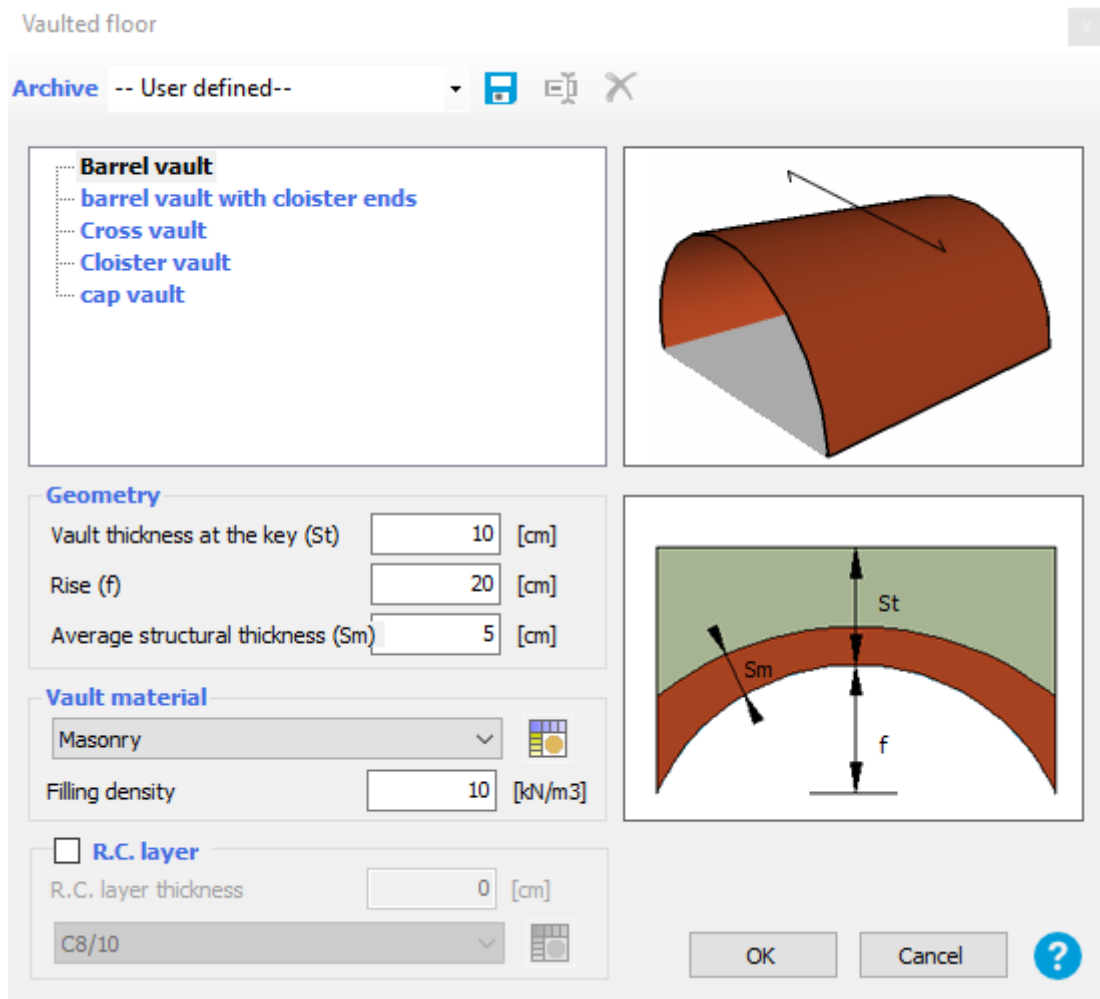 Vaulted floor
x
Archive -- User defined--
Barrel vault
barrel vault with cloister ends
Cross vault
Cloister vault
cap vault
Geometry
Vault thickness at the key (St) 10 [cm]
Rise (f) 20 [cm]
Average structural thickness (Sm) 5 [cm]
St
Sm
f
Vault material
Masonry
Filling density 10 [kN/m3]
R.C. layer
R.C. layer thickness 0 [cm]
C8/10
OK Cancel ?